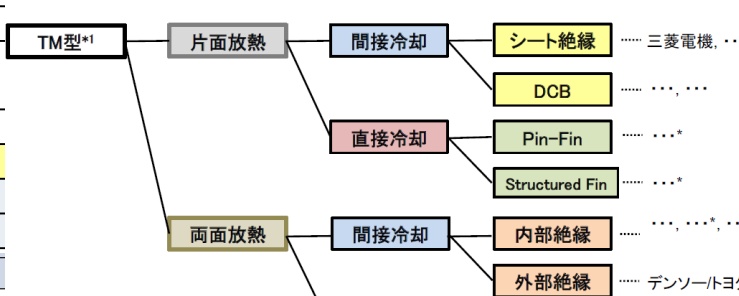 TM型*1 片面放熱 間接冷却 シート絶縁 ······ 三菱電機, ··
DCB ······ ···, ···
直接冷却 Pin-Fin ······ ···*
Structured Fin ······ ···*
両面放熱 間接冷却 内部絶縁 ······ ···, ···*, ··
外部絶縁 ······ デンソー/トヨ